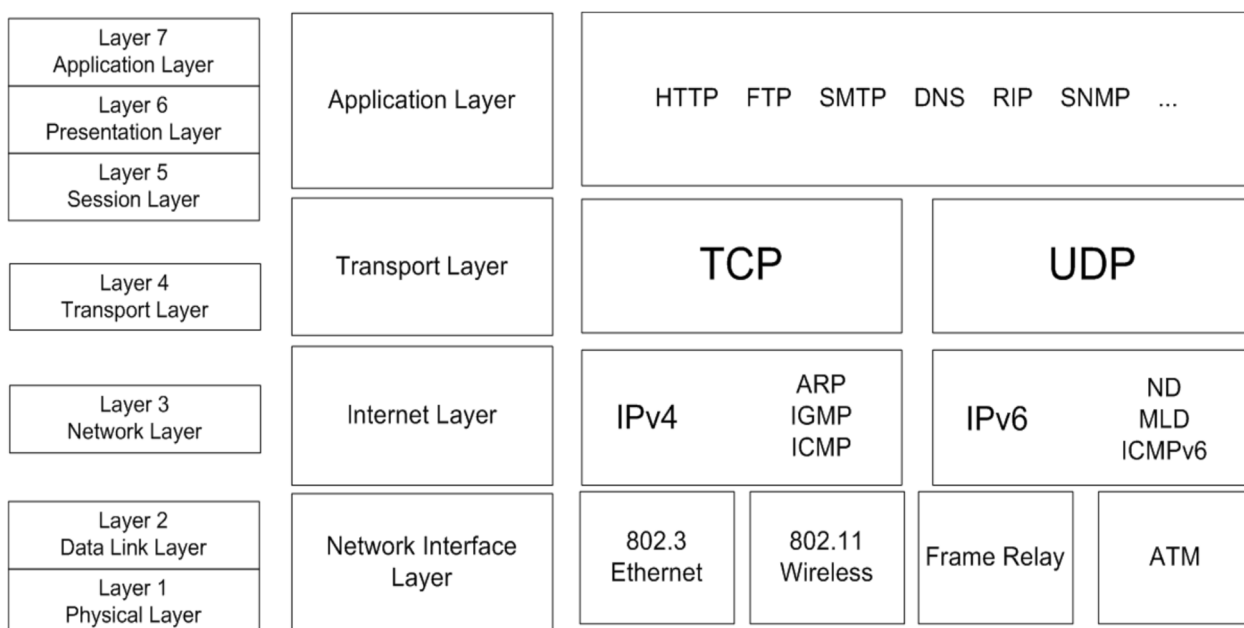 Layer 7
Application Layer
Layer 6
Presentation Layer
Layer 5
Session Layer
Application Layer
HTTP FTP SMTP DNS RIP SNMP ...
Layer 4
Transport Layer
Transport Layer
TCP
UDP
Layer 3
Network Layer
Internet Layer
IPv4
ARP
IGMP
ICMP
IPv6
ND
MLD
ICMPv6
Layer 2
Data Link Layer
Layer 1
Physical Layer
Network Interface
Layer
802.3
Ethernet
802.11
Wireless
Frame Relay
ATM